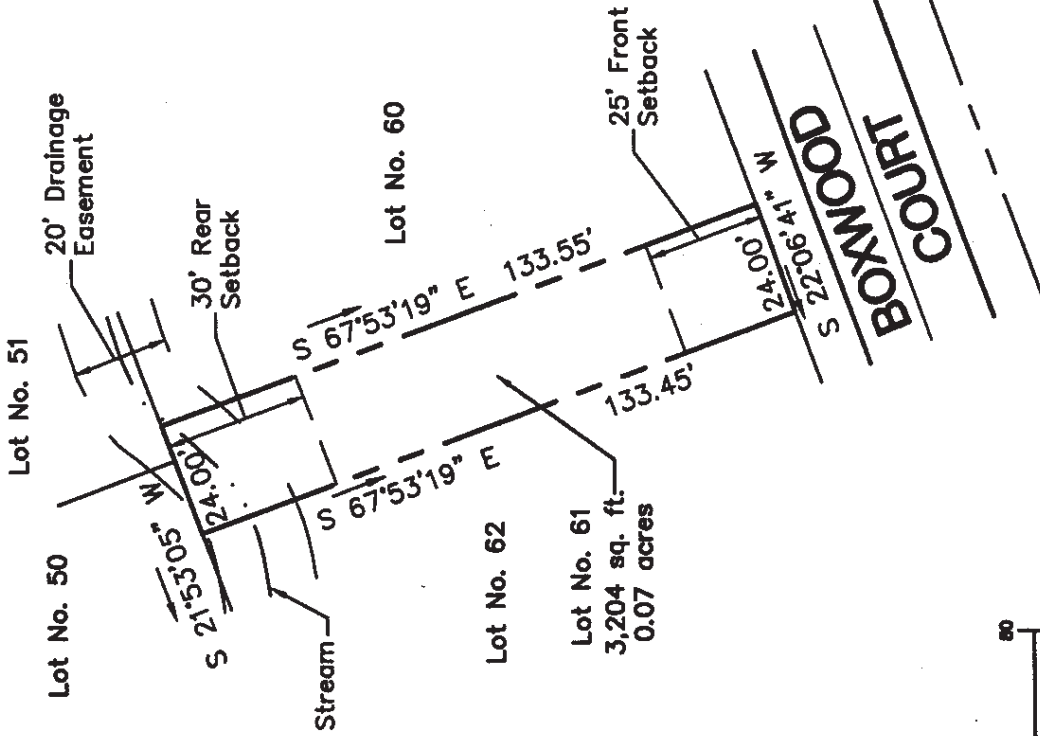 Lot No. 51
20' Drainage
Easement
Lot No. 50
30' Rear
Setback
Lot No. 60
25' Front
Setback
S 21°53'05" W
24.00'
S 67°53'19" E
133.55'
S 67°53'19" E
133.45'
Stream
Lot No. 62
Lot No. 61
3,204 sq. ft.
0.07 acres
24.00'
S 22°06'41" W
BOXWOOD
COURT
80